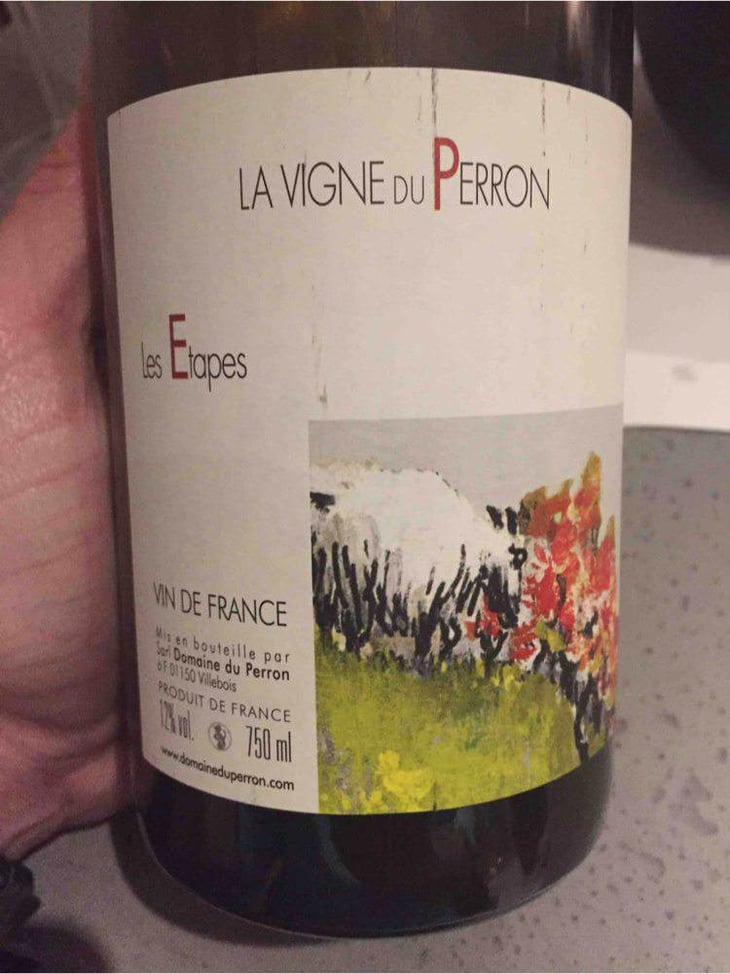 LA VIGNE DU PERRON
Les Etapes
VIN DE FRANCE
Mis en bouteille par
Sarl Domaine du Perron
à F 01150 Villebois
PRODUIT DE FRANCE
12% vol. 750 ml
www.domaineduperron.com